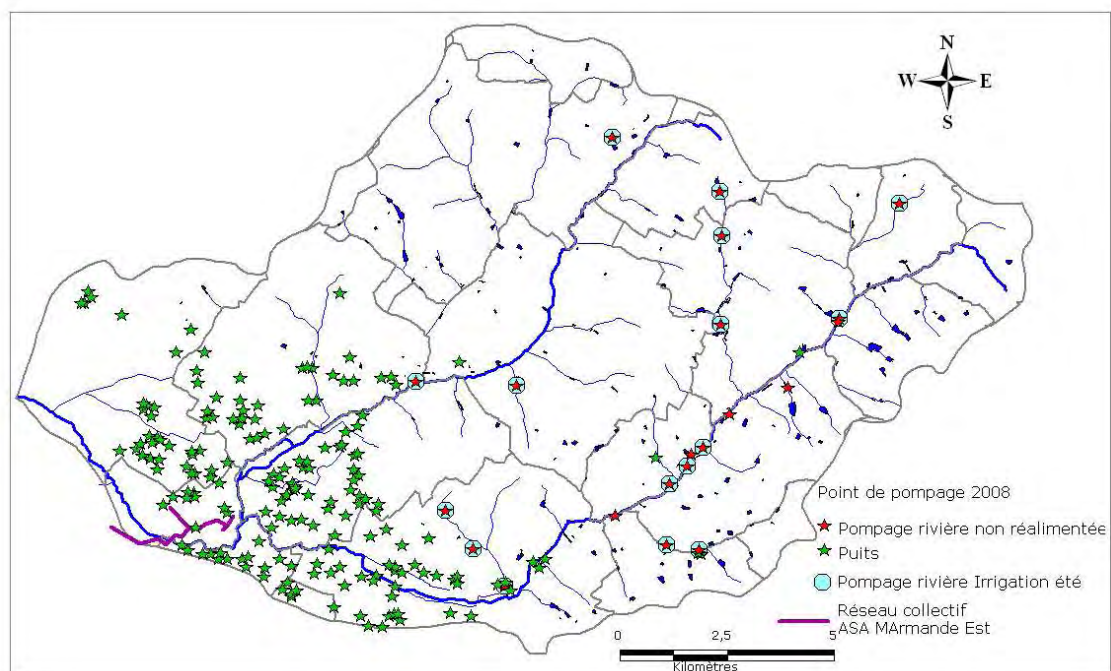 N
W E
S
Point de pompage 2008
Pompage rivière non réalimentée
Puits
Pompage rivière Irrigation été
Réseau collectif
ASA MArmande Est
0 2,5 5
Kilomètres